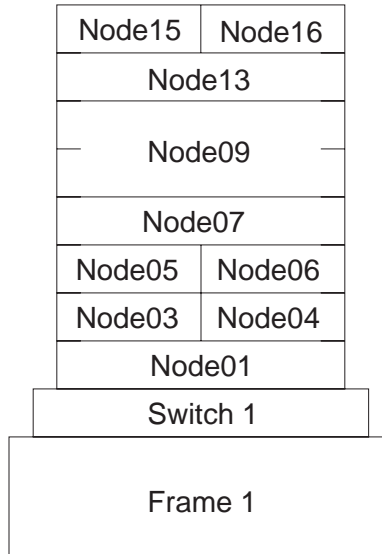 Node15 Node16
Node13
Node09
Node07
Node05 Node06
Node03 Node04
Node01
Switch 1
Frame 1